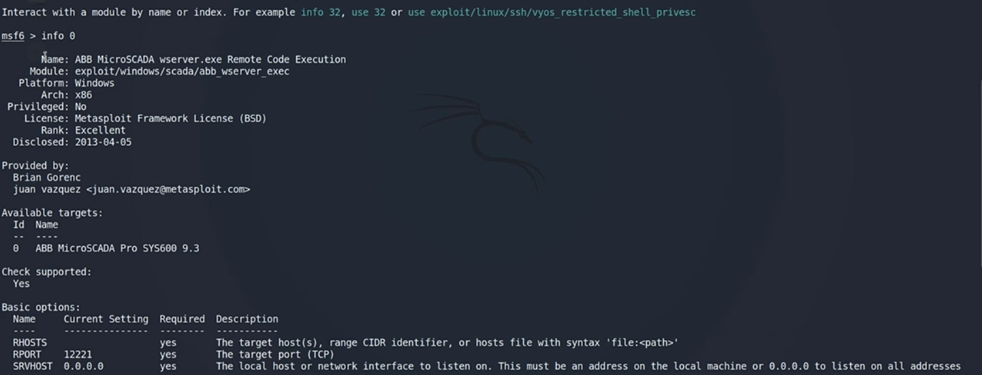 Interact with a module by name or index. For example info 32, use 32 or use exploit/linux/ssh/vyos_restricted_shell_privesc
msf6 > info 0
Name: ABB MicroSCADA wserver.exe Remote Code Execution
Module: exploit/windows/scada/abb_wserver_exec
Platform: Windows
Arch: x86
Privileged: No
License: Metasploit Framework License (BSD)
Rank: Excellent
Disclosed: 2013-04-05
Provided by:
Brian Gorenc
juan vazquez <juan.vazquez@metasploit.com>
Available targets:
Id  Name
--  ----
0   ABB MicroSCADA Pro SYS600 9.3
Check supported:
Yes
Basic options:
Name     Current Setting  Required  Description
----     ---------------  --------  -----------
RHOSTS                    yes       The target host(s), range CIDR identifier, or hosts file with syntax 'file:<path>'
RPORT    12221            yes       The target port (TCP)
SRVHOST  0.0.0.0          yes       The local host or network interface to listen on. This must be an address on the local machine or 0.0.0.0 to listen on all addresses